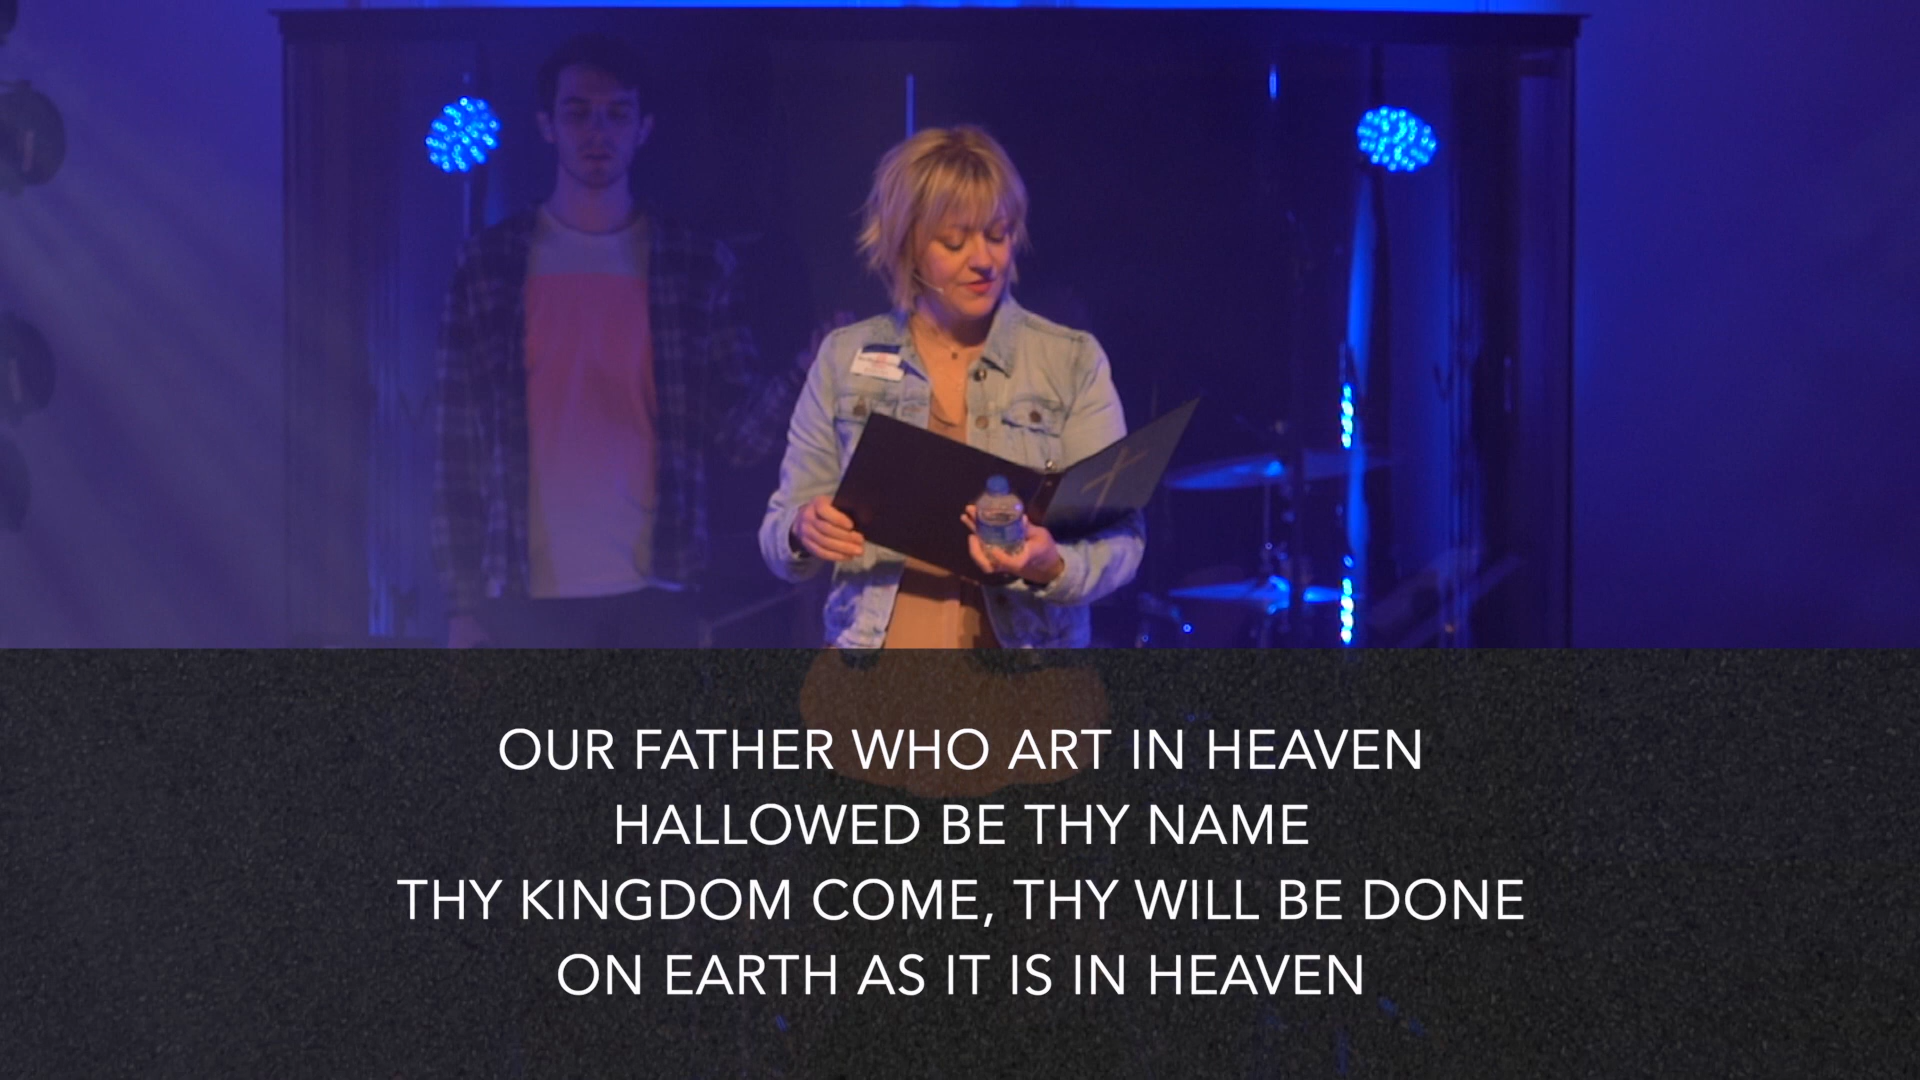 OUR FATHER WHO ART IN HEAVEN
HALLOWED BE THY NAME
THY KINGDOM COME, THY WILL BE DONE
ON EARTH AS IT IS IN HEAVEN